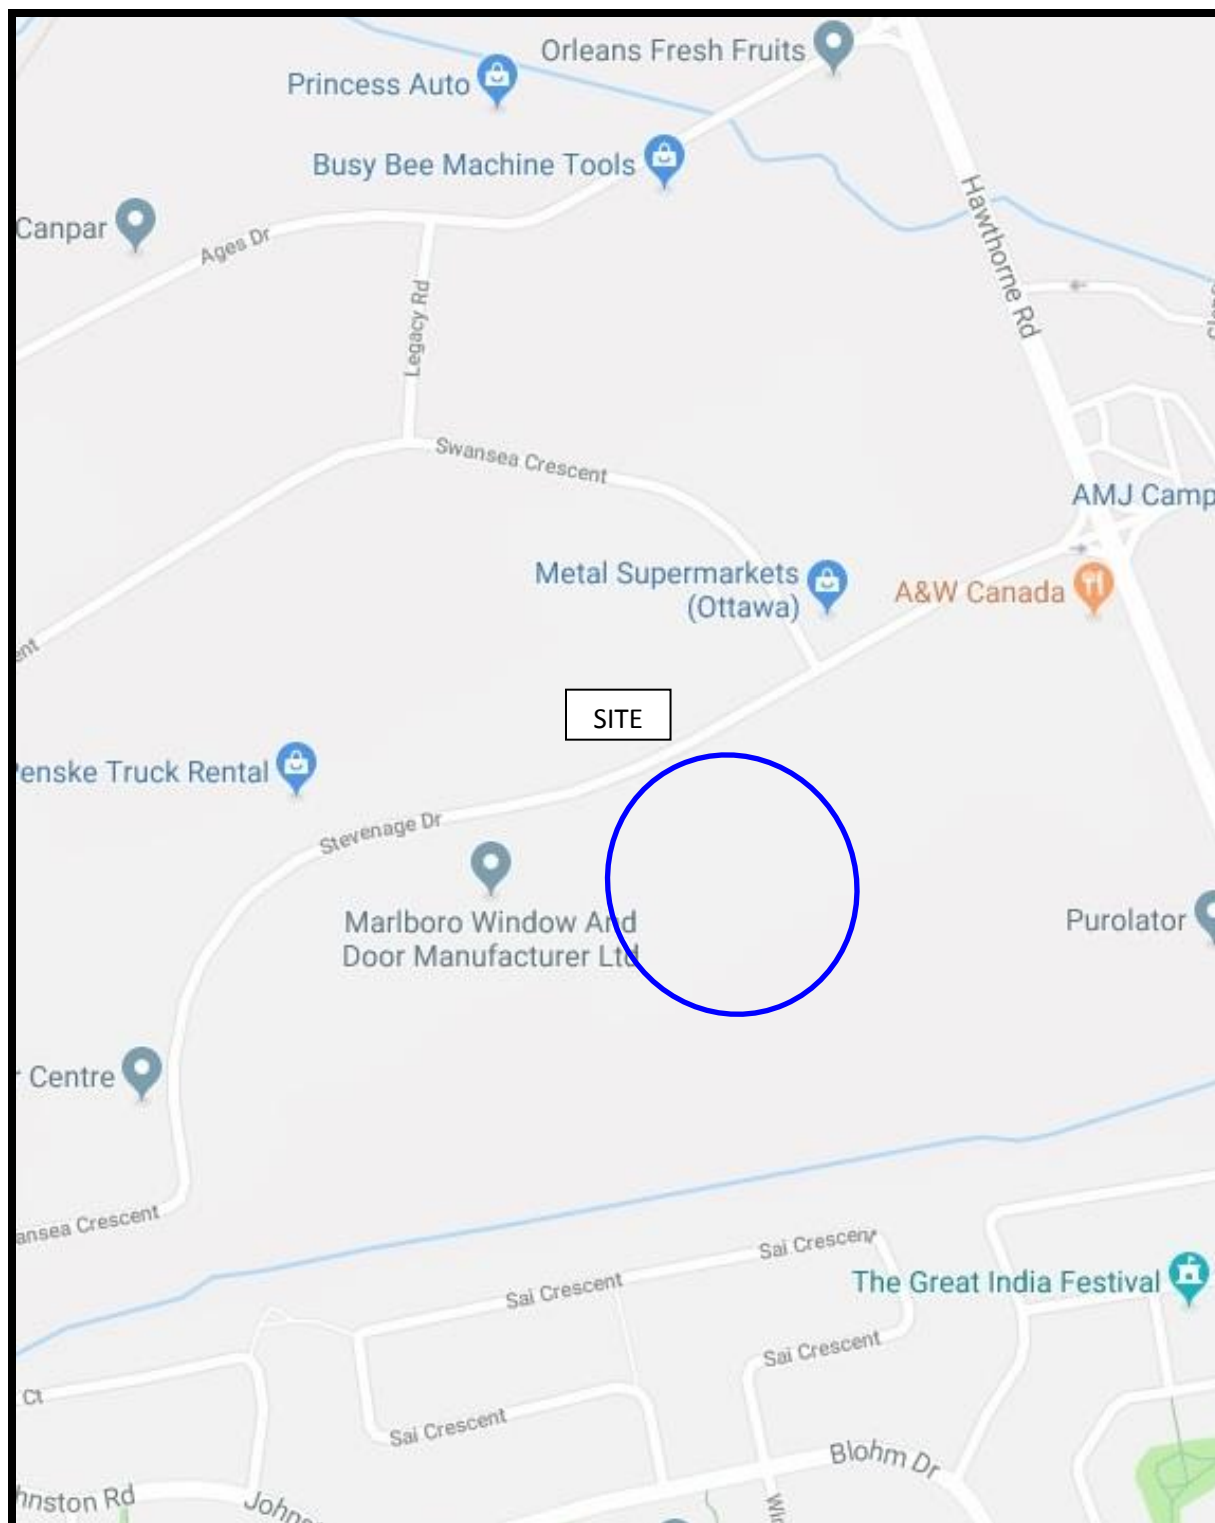 Orleans Fresh Fruits
Princess Auto
Busy Bee Machine Tools
Canpar
Ages Dr
Hawthorne Rd
Legacy Rd
Swansea Crescent
AMJ Camp
Metal Supermarkets
(Ottawa)
A&W Canada
ent
SITE
enske Truck Rental
Stevenage Dr
Marlboro Window And
Door Manufacturer Ltd
Purolator
r Centre
ansea Crescent
Sai Crescent
Sai Crescent
The Great India Festival
Sai Crescent
Ct
Sai Crescent
Blohm Dr
hnston Rd
Johns
Win